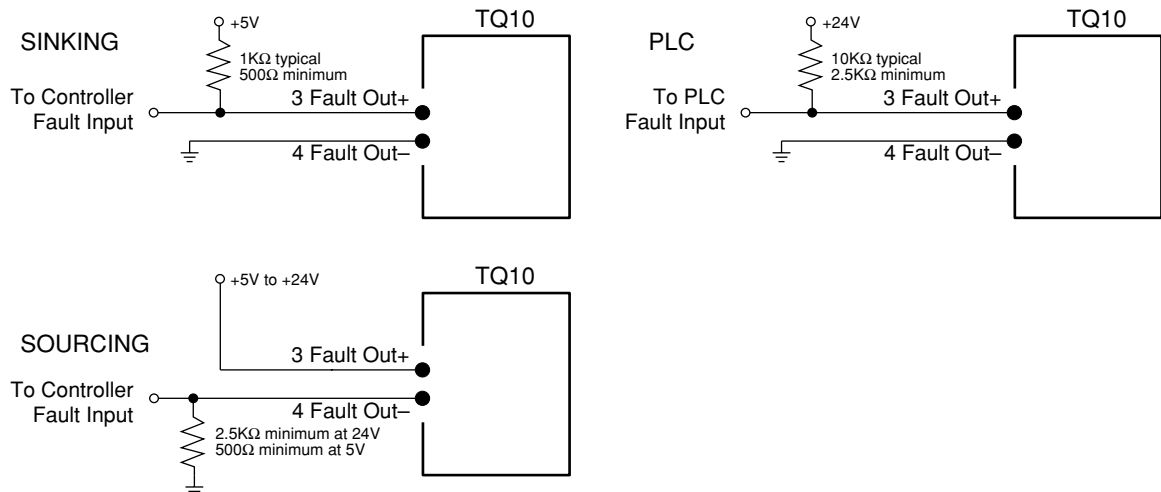 SINKING
+5V
1KΩ typical
500Ω minimum
TQ10
To Controller
Fault Input
3 Fault Out+
4 Fault Out–
PLC
+24V
10KΩ typical
2.5KΩ minimum
TQ10
To PLC
Fault Input
3 Fault Out+
4 Fault Out–
SOURCING
+5V to +24V
TQ10
3 Fault Out+
To Controller
Fault Input
4 Fault Out–
2.5KΩ minimum at 24V
500Ω minimum at 5V